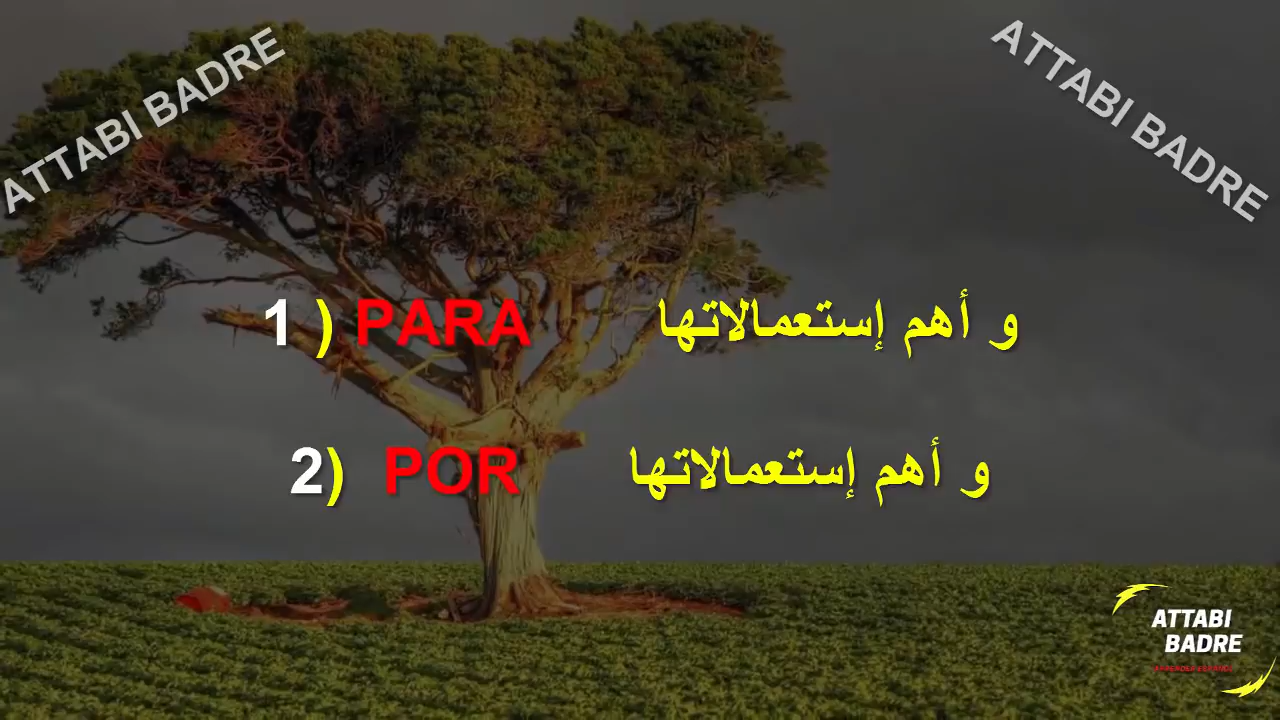 ATTABI BADRE
ATTABI BADRE
1 ) PARA و أهم إستعمالاتها
2) POR و أهم إستعمالاتها
ATTABI
BADRE